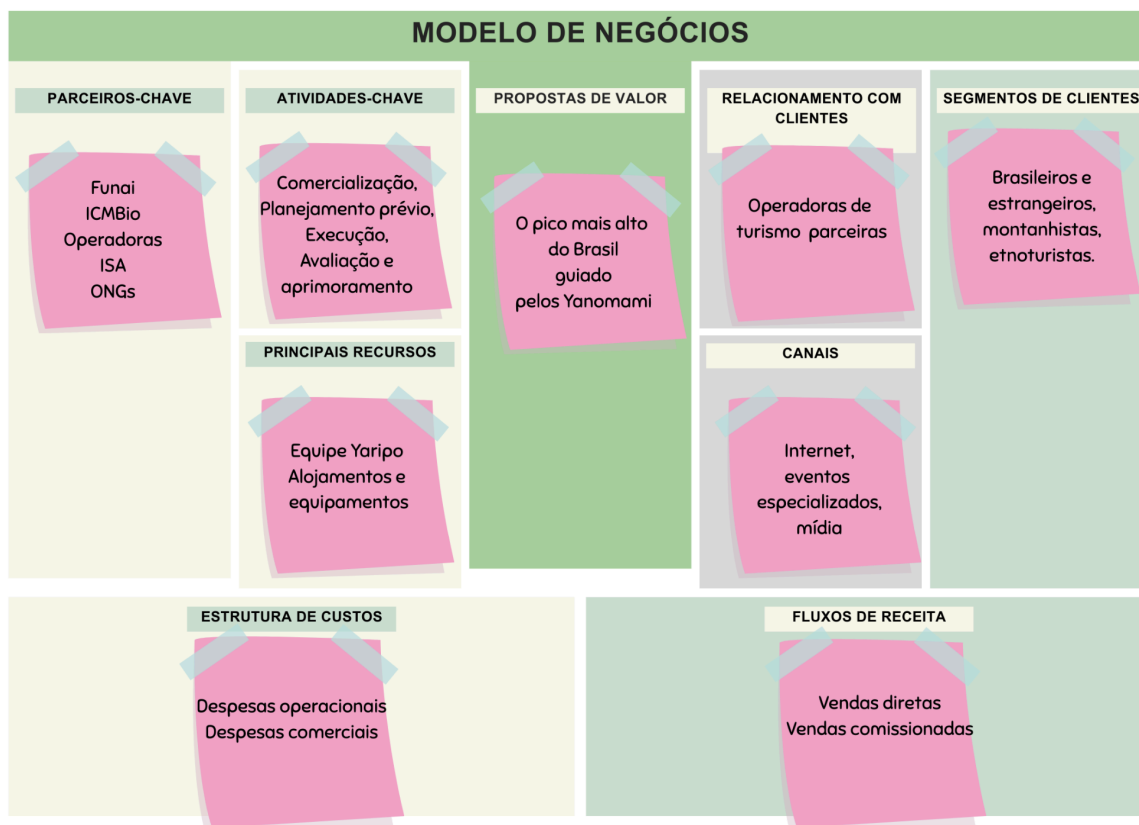 MODELO DE NEGÓCIOS
PARCEIROS-CHAVE
Funai
ICMBio
Operadoras
ISA
ONGs
ATIVIDADES-CHAVE
Comercialização,
Planejamento prévio,
Execução,
Avaliação e
aprimoramento
PRINCIPAIS RECURSOS
Equipe Yaripo
Alojamentos e
equipamentos
PROPOSTAS DE VALOR
O pico mais alto
do Brasil
guiado
pelos Yanomami
RELACIONAMENTO COM
CLIENTES
Operadoras de
turismo parceiras
CANAIS
Internet,
eventos
especializados,
mídia
SEGMENTOS DE CLIENTES
Brasileiros e
estrangeiros,
montanhistas,
etnoturistas.
ESTRUTURA DE CUSTOS
Despesas operacionais
Despesas comerciais
FLUXOS DE RECEITA
Vendas diretas
Vendas comissionadas